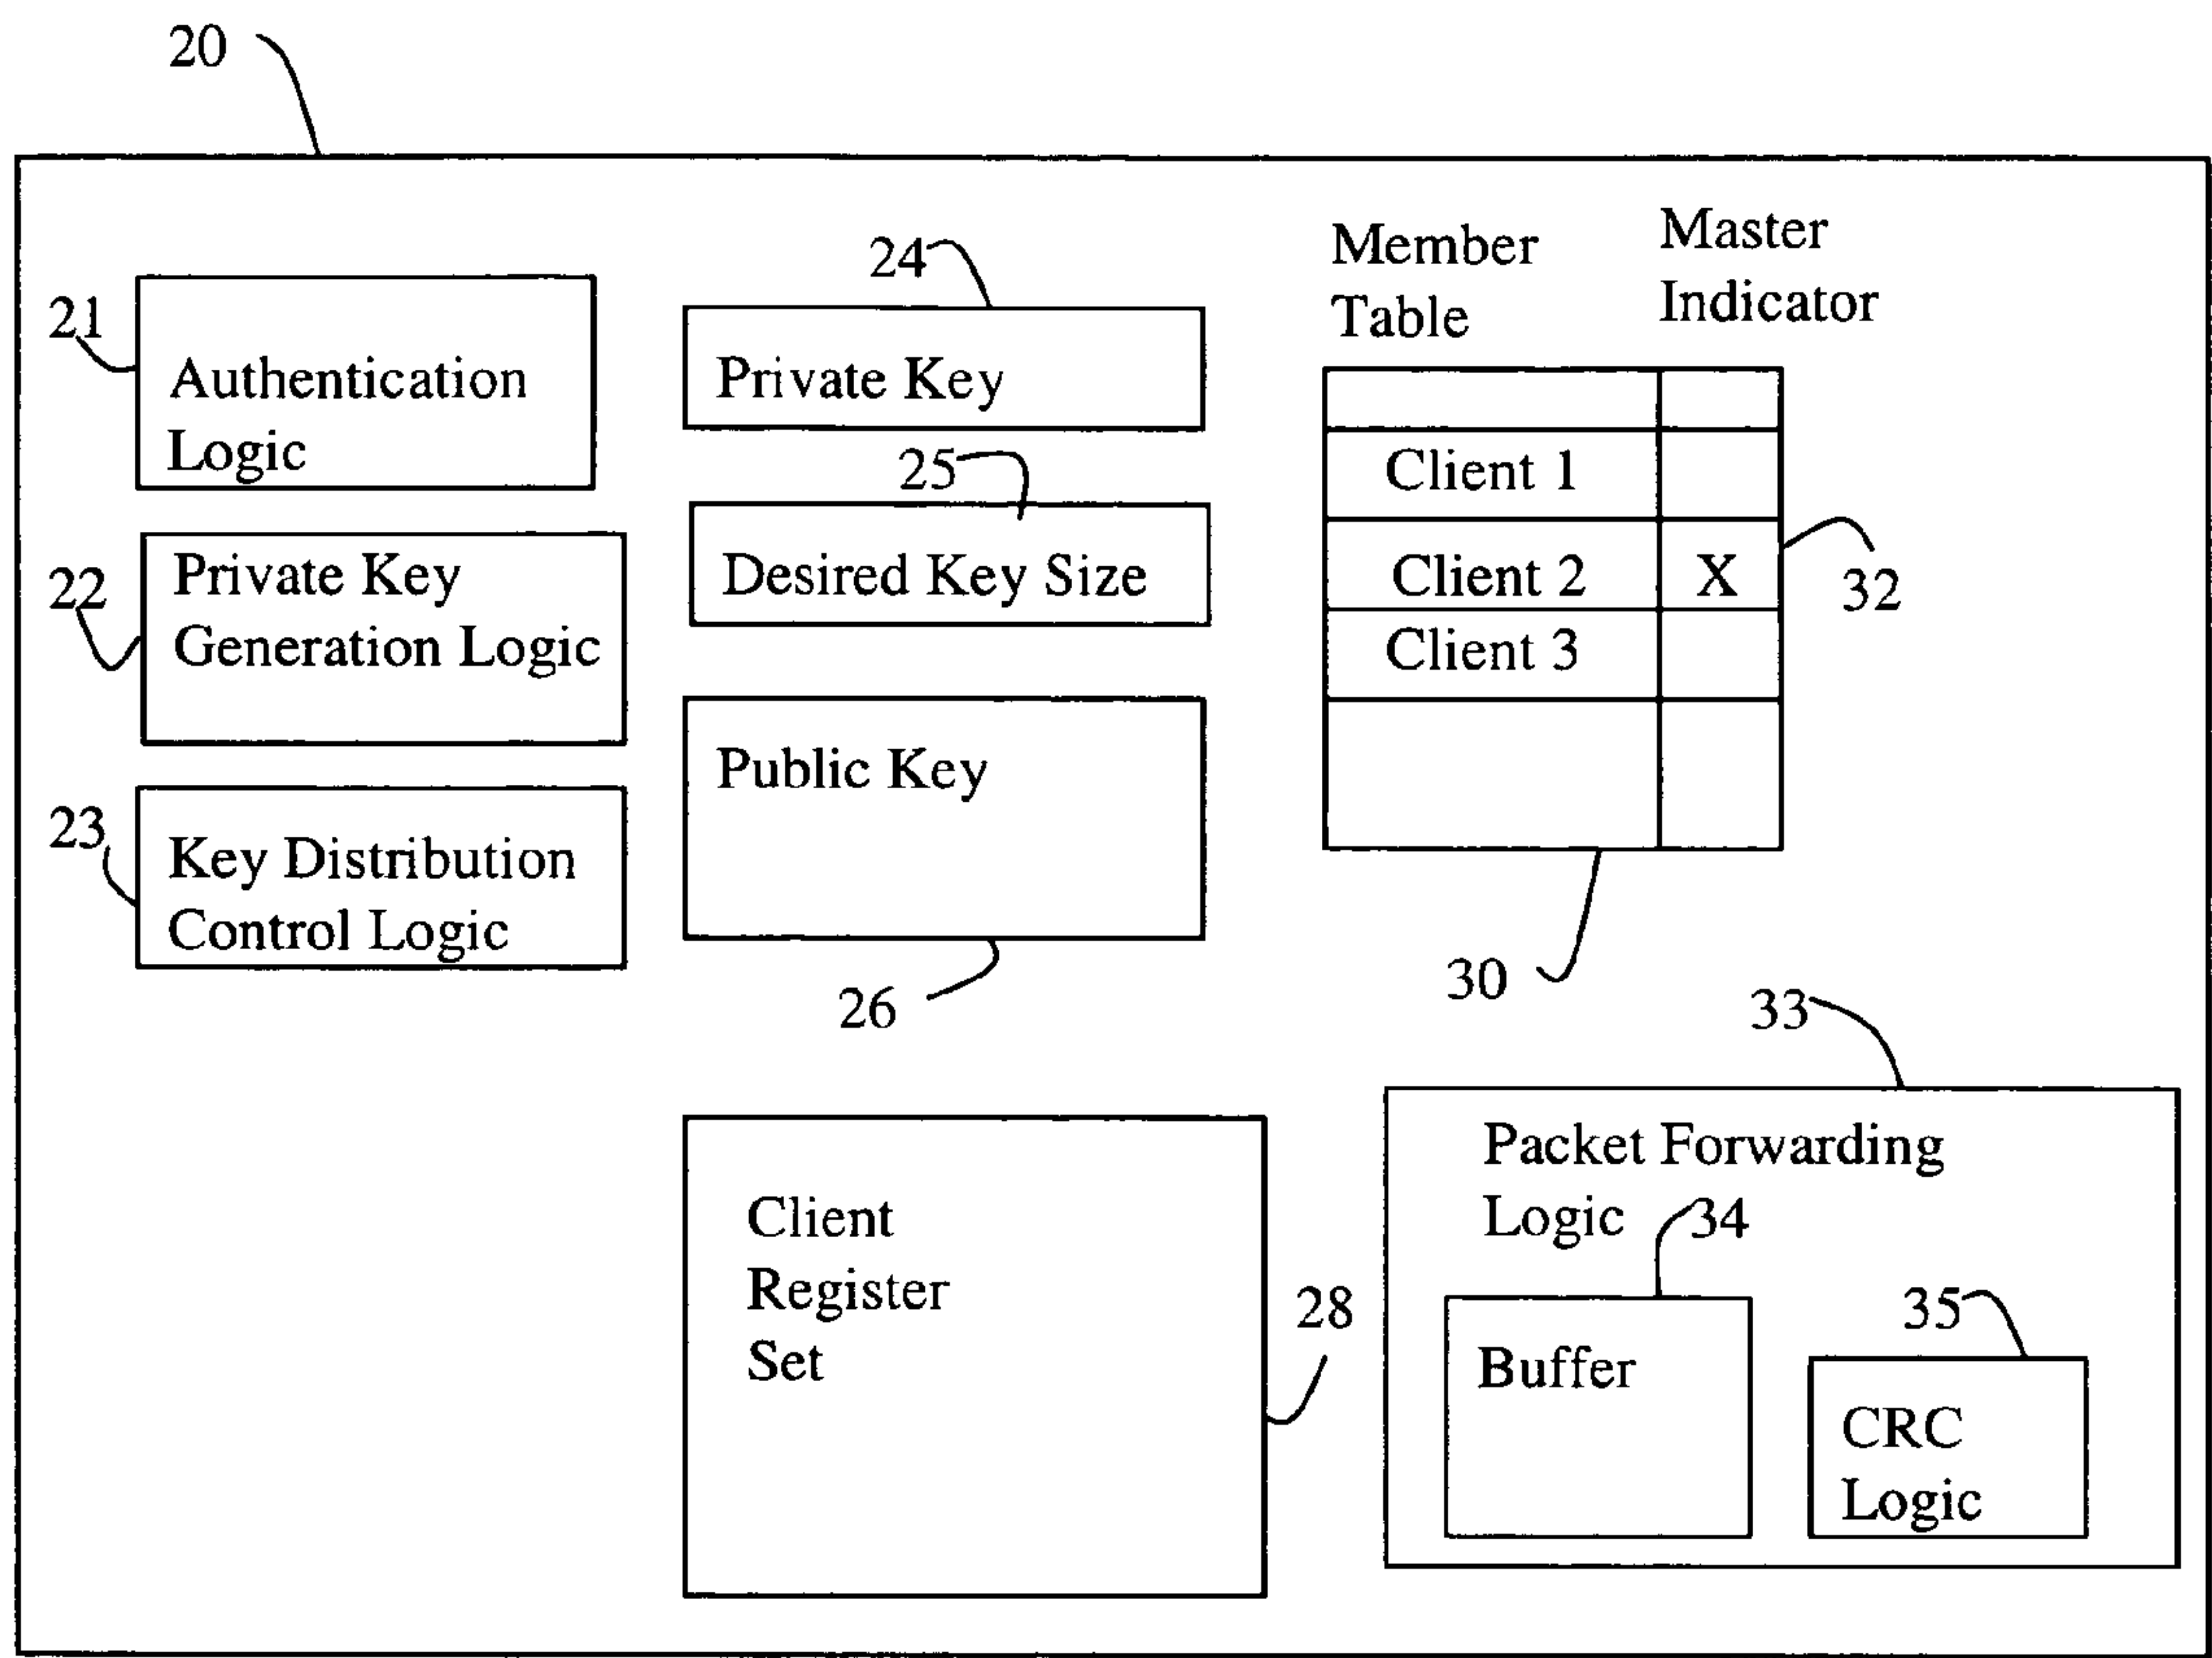 20
21
Authentication
Logic
22
Private Key
Generation Logic
23
Key Distribution
Control Logic
24
Private Key
25
Desired Key Size
Public Key
26
Client
Register
Set
28
Member
Table
Master
Indicator
Client 1
Client 2 X
Client 3
32
30
33
Packet Forwarding
Logic
34
Buffer
35
CRC
Logic